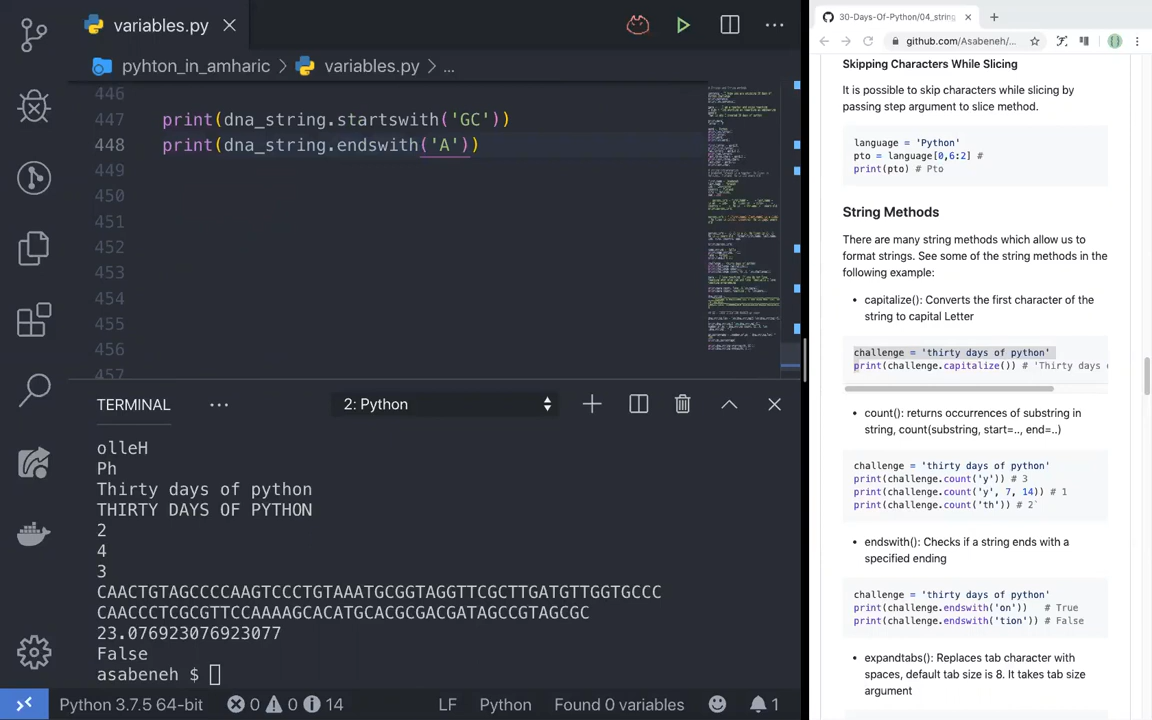 variables.py
pyhton_in_amharic > variables.py > ...
446
447 print(dna_string.startswith('GC'))
448 print(dna_string.endswith('A'))
449
450
451
452
453
454
455
456
457
TERMINAL ...
2: Python
olleH
Ph
Thirty days of python
THIRTY DAYS OF PYTHON
2
4
3
CAACTGTAGCCCCAAGTCCCTGTAAATGCGGTAGGTTCGCTTGATGTTGGTGCCC
CAACCCTCGCGTTCCAAAAGCACATGCACGCGACGATAGCCGTAGCGC
23.076923076923077
False
asabeneh $
Python 3.7.5 64-bit 0 0 14 LF Python Found 0 variables 1
30-Days-Of-Python/04_string
github.com/Asabeneh/...
Skipping Characters While Slicing
It is possible to skip characters while slicing by
passing step argument to slice method.
language = 'Python'
pto = language[0,6:2] #
print(pto) # Pto
String Methods
There are many string methods which allow us to
format strings. See some of the string methods in the
following example:
• capitalize(): Converts the first character of the
string to capital Letter
challenge = 'thirty days of python'
print(challenge.capitalize()) # 'Thirty days
• count(): returns occurrences of substring in
string, count(substring, start=.., end=..)
challenge = 'thirty days of python'
print(challenge.count('y')) # 3
print(challenge.count('y', 7, 14)) # 1
print(challenge.count('th')) # 2`
• endswith(): Checks if a string ends with a
specified ending
challenge = 'thirty days of python'
print(challenge.endswith('on')) # True
print(challenge.endswith('tion')) # False
• expandtabs(): Replaces tab character with
spaces, default tab size is 8. It takes tab size
argument